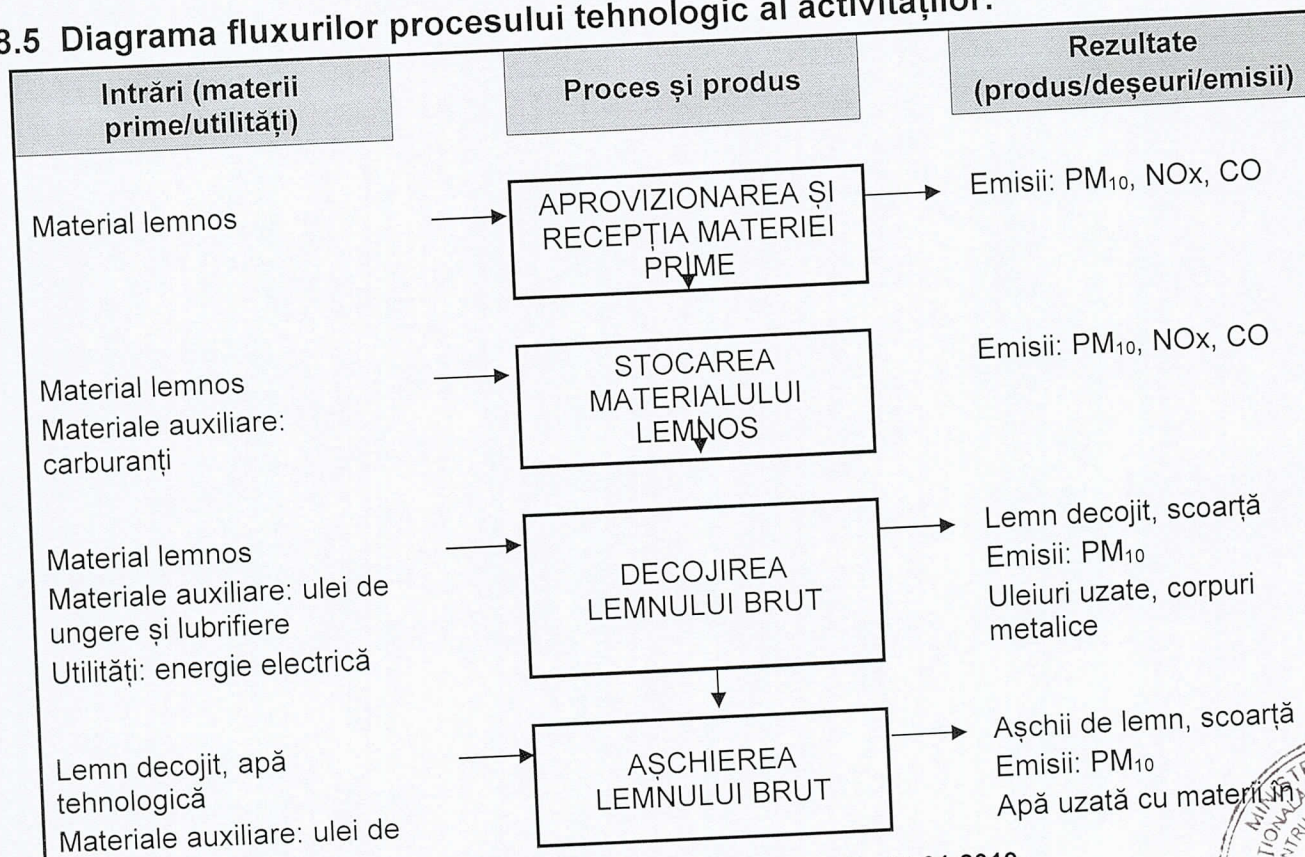 8.5 Diagrama fluxurilor procesului tehnologic al activităților:
Intrări (materii
prime/utilități)
Proces și produs
Rezultate
(produs/deșeuri/emisii)
Material lemnos
APROVIZIONAREA ȘI
RECEPȚIA MATERIEI
PRIME
Emisii: PM₁₀, NOx, CO
Material lemnos
Materiale auxiliare:
carburanți
STOCAREA
MATERIALULUI
LEMNOS
Emisii: PM₁₀, NOx, CO
Material lemnos
Materiale auxiliare: ulei de
ungere și lubrifiere
Utilități: energie electrică
DECOJIREA
LEMNULUI BRUT
Lemn decojit, scoarță
Emisii: PM₁₀
Uleiuri uzate, corpuri
metalice
Lemn decojit, apă
tehnologică
Materiale auxiliare: ulei de
AȘCHIEREA
LEMNULUI BRUT
Așchii de lemn, scoarță
Emisii: PM₁₀
Apă uzată cu materii în